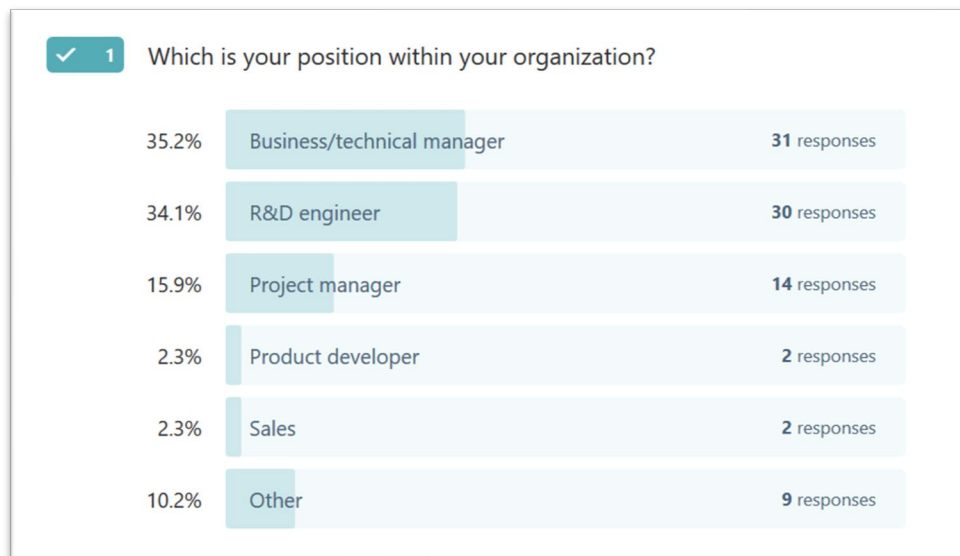 1 Which is your position within your organization?
35.2% Business/technical manager 31 responses
34.1% R&D engineer 30 responses
15.9% Project manager 14 responses
2.3% Product developer 2 responses
2.3% Sales 2 responses
10.2% Other 9 responses